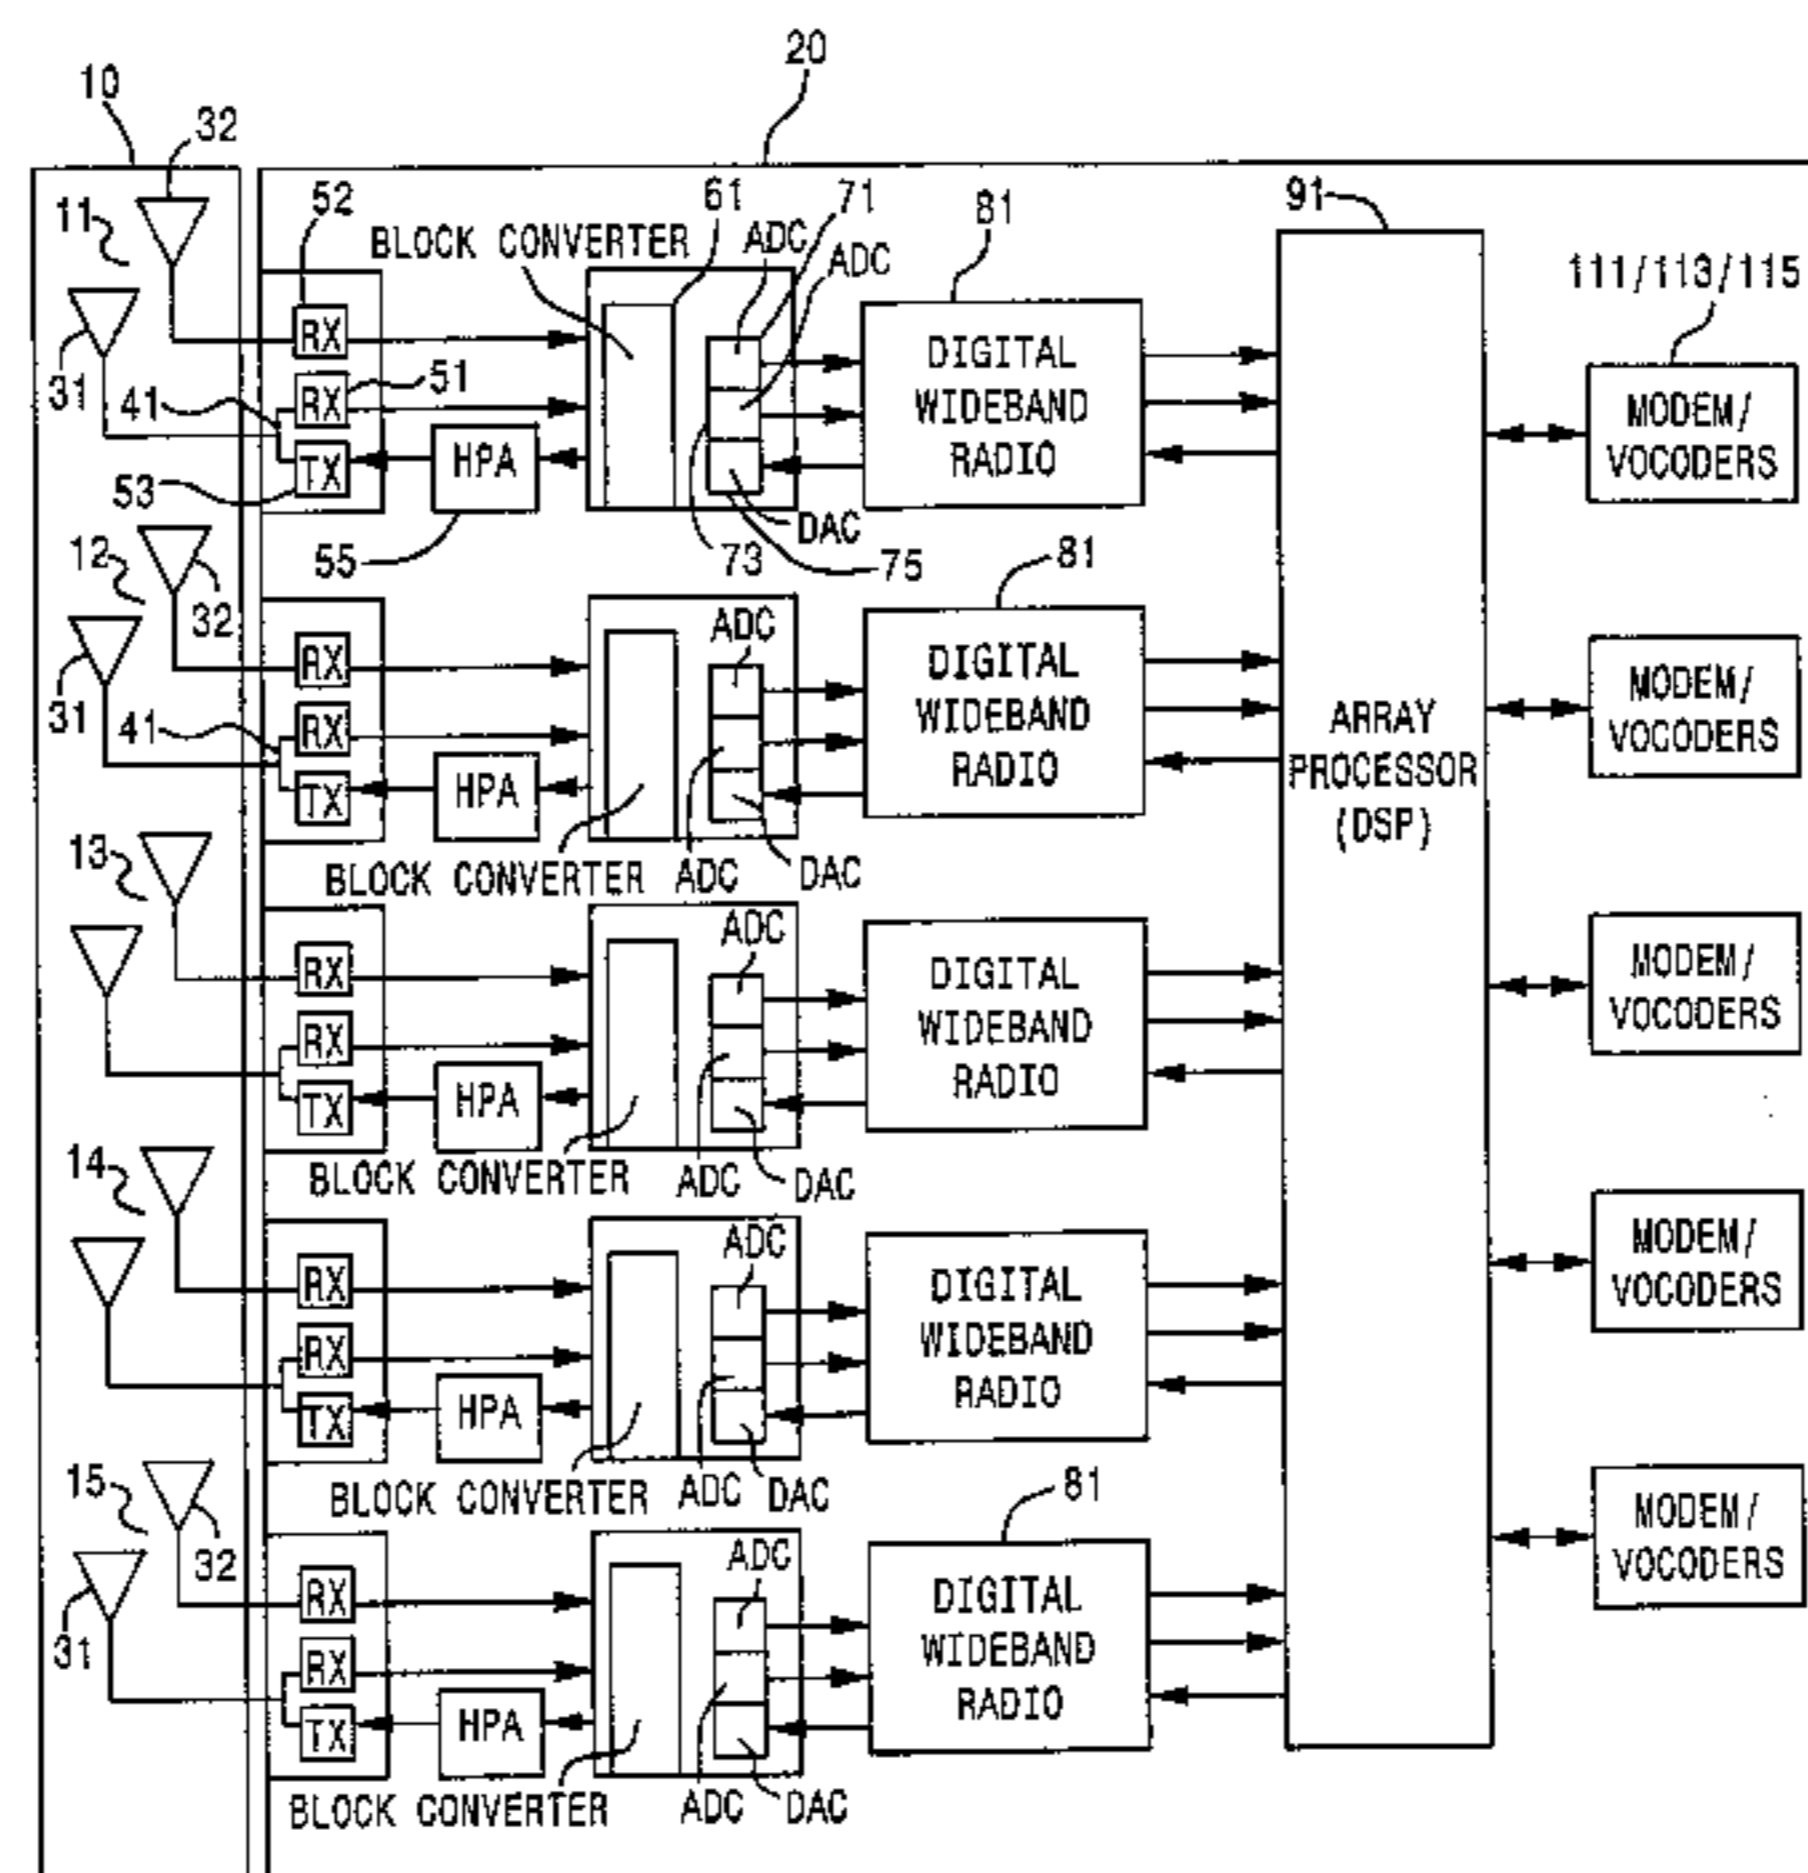 20
10
32
11
52
61
71
81
91
BLOCK CONVERTER
ADC
ADC
111/113/115
RX
31
41
RX
51
DIGITAL
WIDEBAND
RADIO
MODEM/
VOCODERS
TX
HPA
53
55
73
DAC
75
12
32
81
31
41
RX
RX
TX
HPA
ADC
DIGITAL
WIDEBAND
RADIO
ARRAY
PROCESSOR
(DSP)
MODEM/
VOCODERS
BLOCK CONVERTER
ADC
DAC
13
RX
RX
TX
HPA
ADC
DIGITAL
WIDEBAND
RADIO
MODEM/
VOCODERS
BLOCK CONVERTER
ADC
DAC
14
RX
RX
TX
HPA
ADC
DIGITAL
WIDEBAND
RADIO
MODEM/
VOCODERS
BLOCK CONVERTER
ADC
DAC
15
32
31
81
RX
RX
TX
HPA
ADC
DIGITAL
WIDEBAND
RADIO
MODEM/
VOCODERS
BLOCK CONVERTER
ADC
DAC